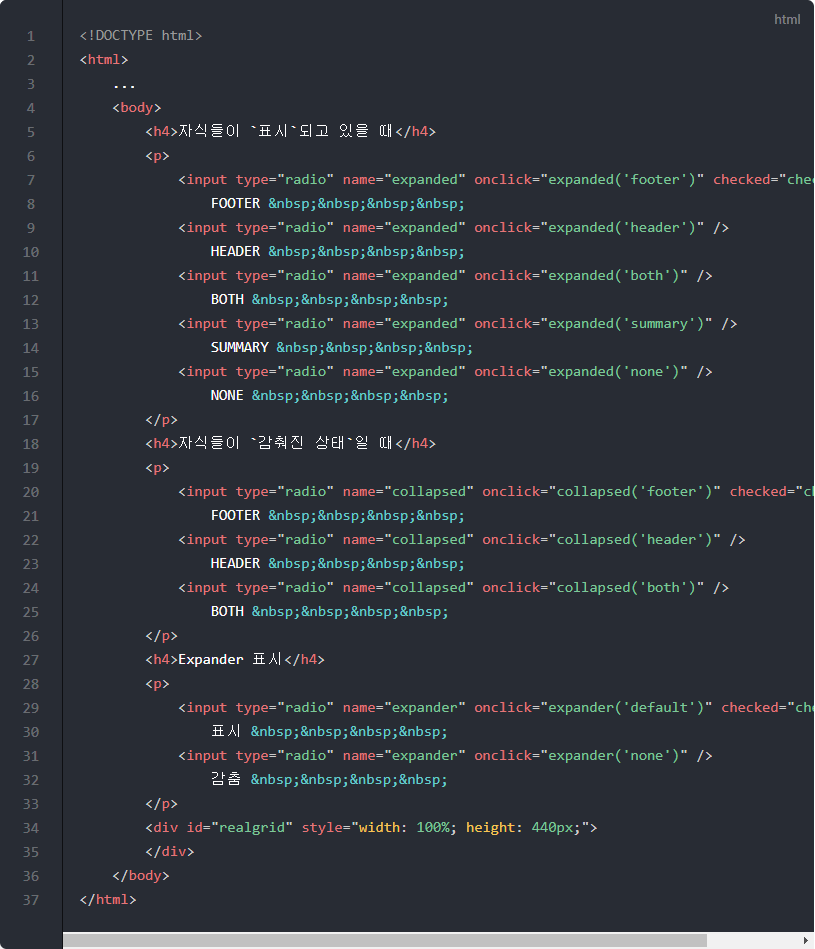 html
1 <!DOCTYPE html>
2 <html>
3 ...
4 <body>
5 <h4>자식들이 `표시`되고 있을 때</h4>
6 <p>
7 <input type="radio" name="expanded" onclick="expanded('footer')" checked="che
8 FOOTER &nbsp;&nbsp;&nbsp;&nbsp;
9 <input type="radio" name="expanded" onclick="expanded('header')" />
10 HEADER &nbsp;&nbsp;&nbsp;&nbsp;
11 <input type="radio" name="expanded" onclick="expanded('both')" />
12 BOTH &nbsp;&nbsp;&nbsp;&nbsp;
13 <input type="radio" name="expanded" onclick="expanded('summary')" />
14 SUMMARY &nbsp;&nbsp;&nbsp;&nbsp;
15 <input type="radio" name="expanded" onclick="expanded('none')" />
16 NONE &nbsp;&nbsp;&nbsp;&nbsp;
17 </p>
18 <h4>자식들이 `감춰진 상태`일 때</h4>
19 <p>
20 <input type="radio" name="collapsed" onclick="collapsed('footer')" checked="ch
21 FOOTER &nbsp;&nbsp;&nbsp;&nbsp;
22 <input type="radio" name="collapsed" onclick="collapsed('header')" />
23 HEADER &nbsp;&nbsp;&nbsp;&nbsp;
24 <input type="radio" name="collapsed" onclick="collapsed('both')" />
25 BOTH &nbsp;&nbsp;&nbsp;&nbsp;
26 </p>
27 <h4>Expander 표시</h4>
28 <p>
29 <input type="radio" name="expander" onclick="expander('default')" checked="che
30 표시 &nbsp;&nbsp;&nbsp;&nbsp;
31 <input type="radio" name="expander" onclick="expander('none')" />
32 감춤 &nbsp;&nbsp;&nbsp;&nbsp;
33 </p>
34 <div id="realgrid" style="width: 100%; height: 440px;">
35 </div>
36 </body>
37 </html>